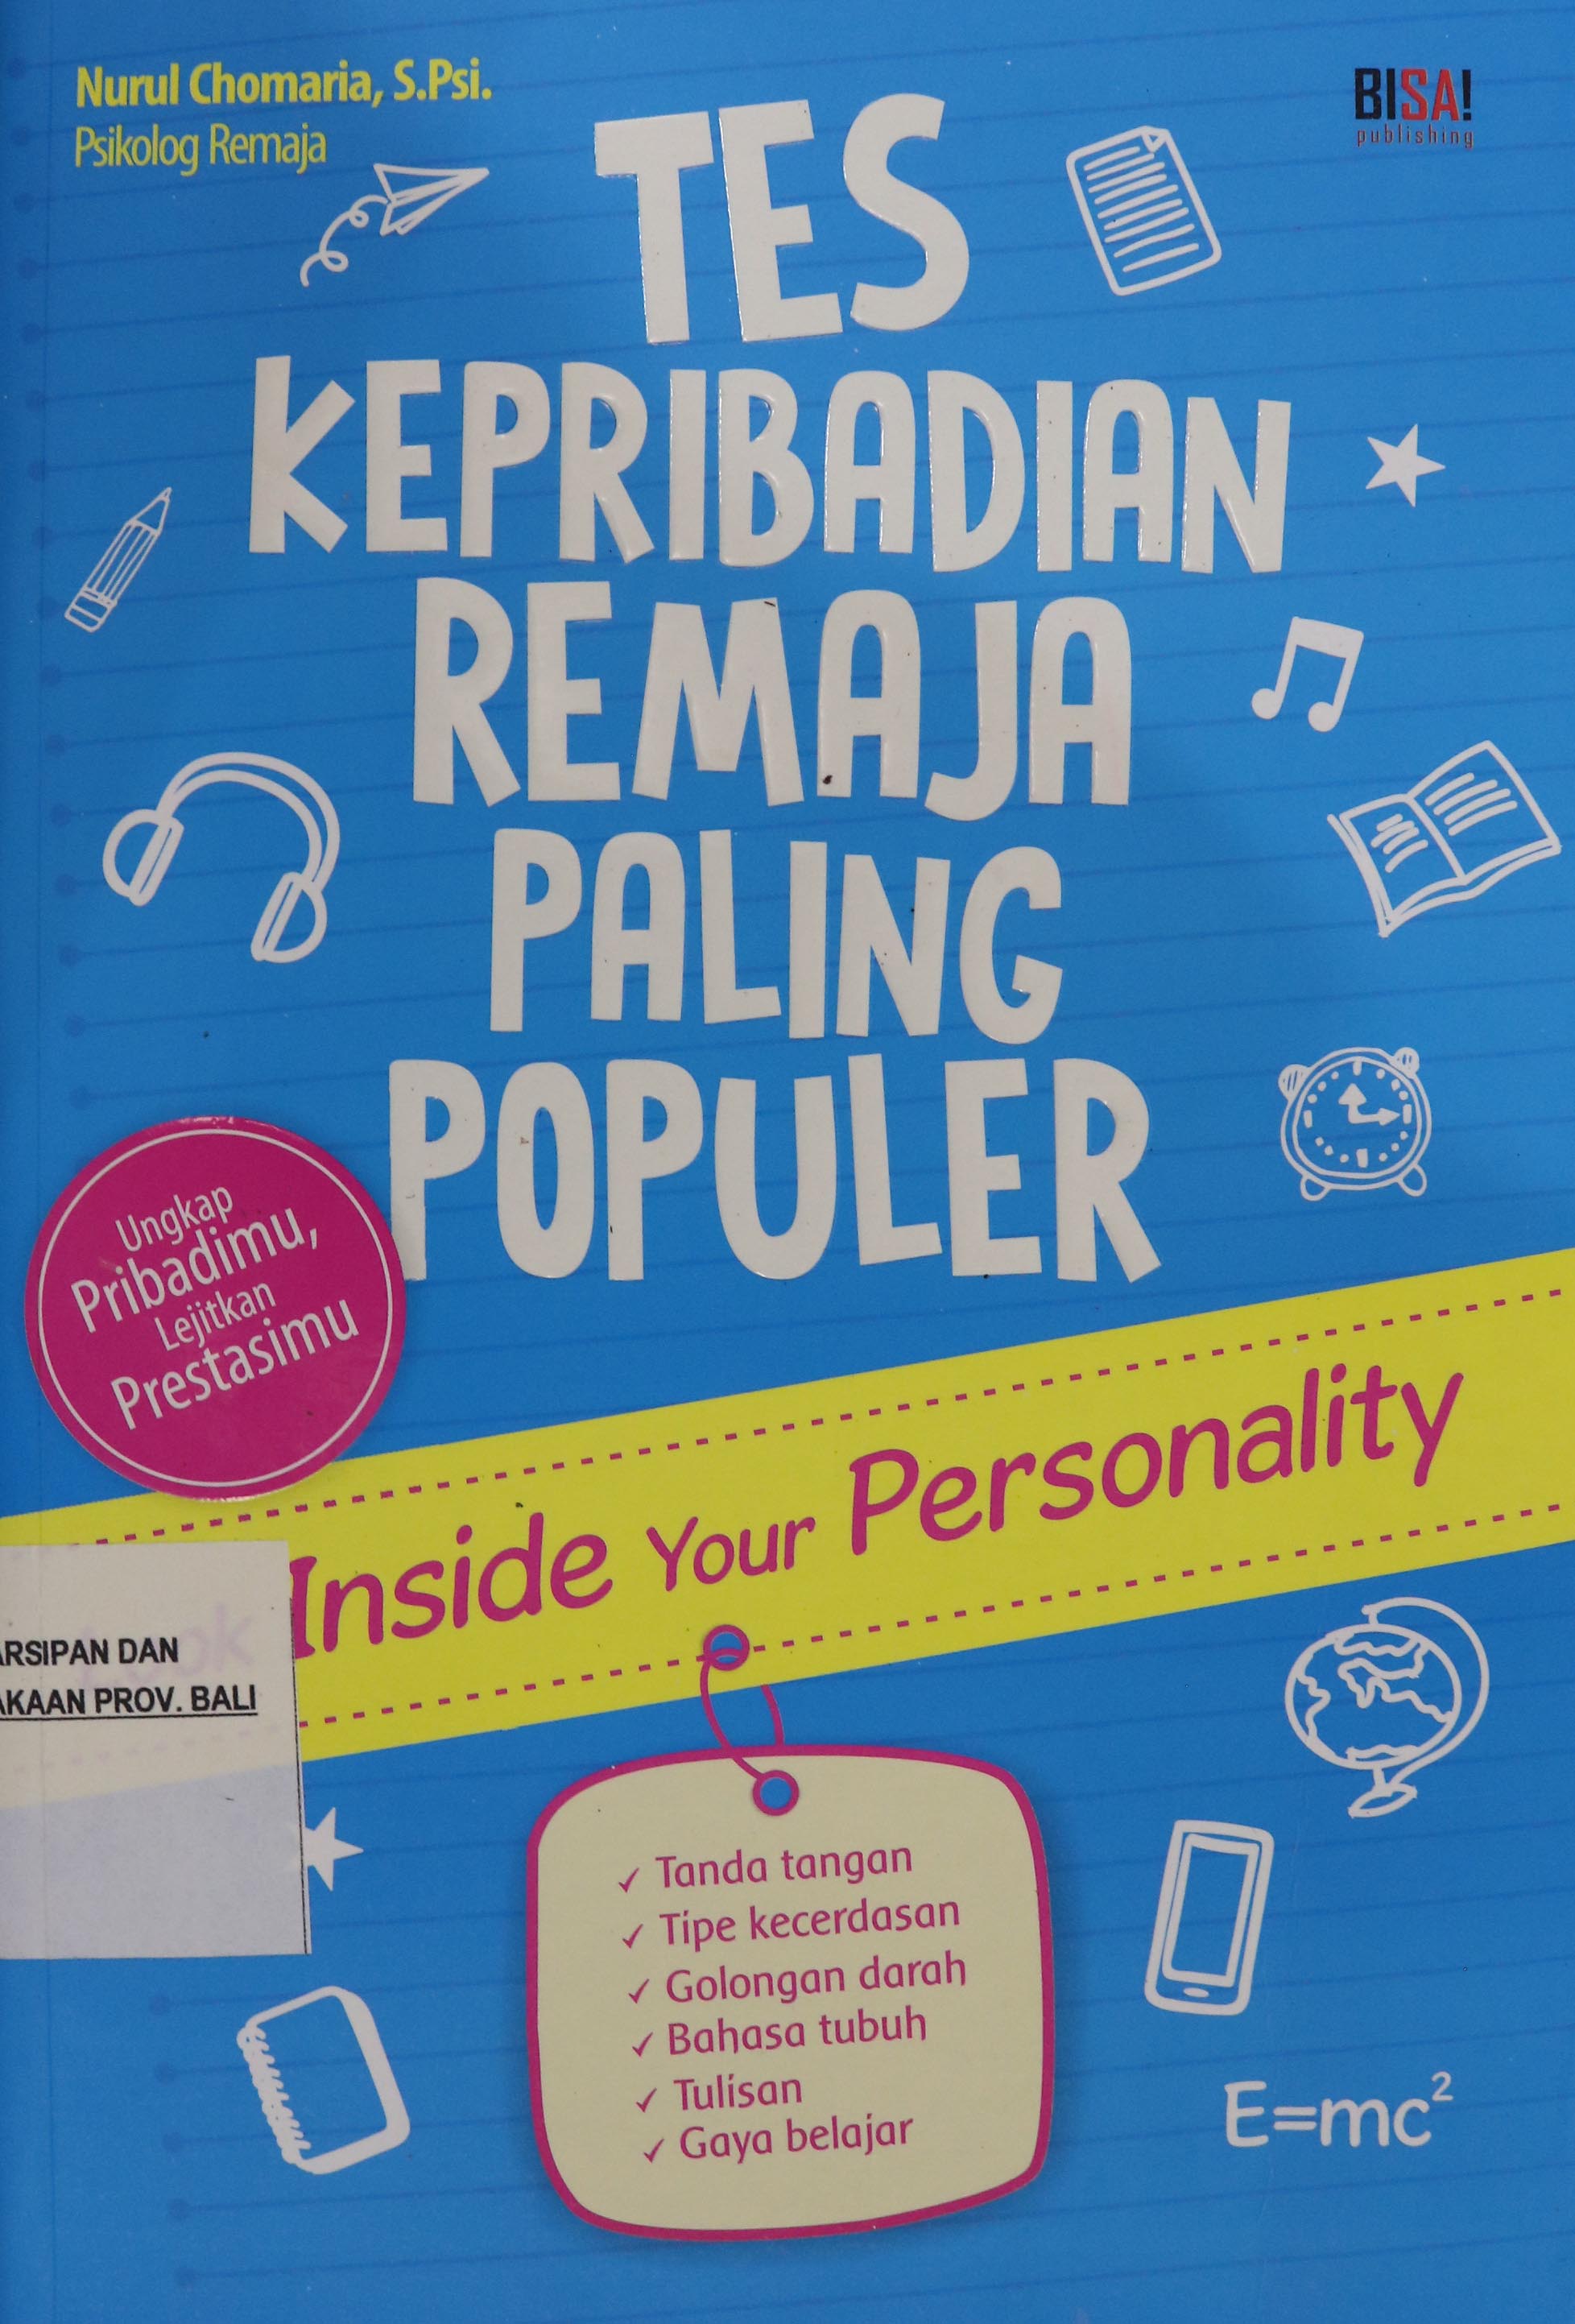 Nurul Chomaria, S.Psi.
Psikolog Remaja
BISA!
publishing
TES
KEPRIBADIAN
REMAJA
PALING
POPULER
Ungkap
Pribadimu,
Lejitkan
Prestasimu
Inside Your Personality
ARSIPAN DAN
AKAAN PROV. BALI
✓ Tanda tangan
✓ Tipe kecerdasan
✓ Golongan darah
✓ Bahasa tubuh
✓ Tulisan
✓ Gaya belajar
E=mc²